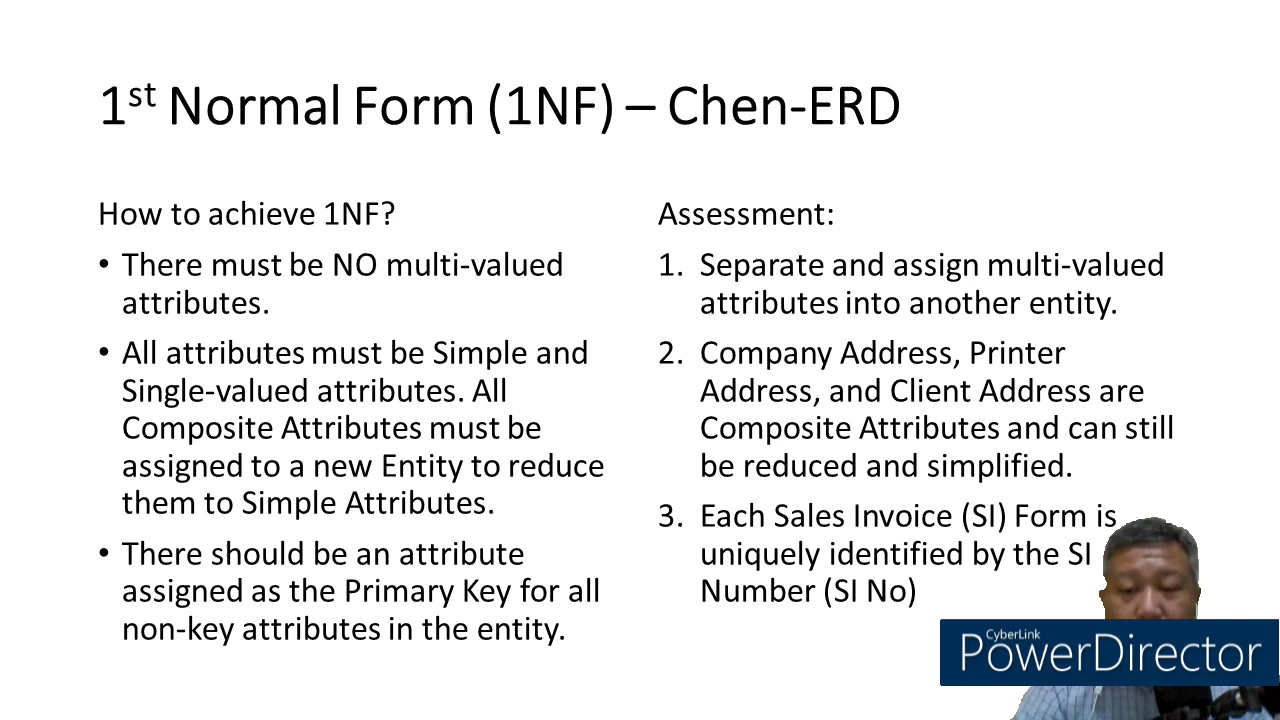 1st Normal Form (1NF) – Chen-ERD
How to achieve 1NF?
• There must be NO multi-valued
attributes.
• All attributes must be Simple and
Single-valued attributes. All
Composite Attributes must be
assigned to a new Entity to reduce
them to Simple Attributes.
• There should be an attribute
assigned as the Primary Key for all
non-key attributes in the entity.
Assessment:
1. Separate and assign multi-valued
attributes into another entity.
2. Company Address, Printer
Address, and Client Address are
Composite Attributes and can still
be reduced and simplified.
3. Each Sales Invoice (SI) Form is
uniquely identified by the SI
Number (SI No)
CyberLink
PowerDirector